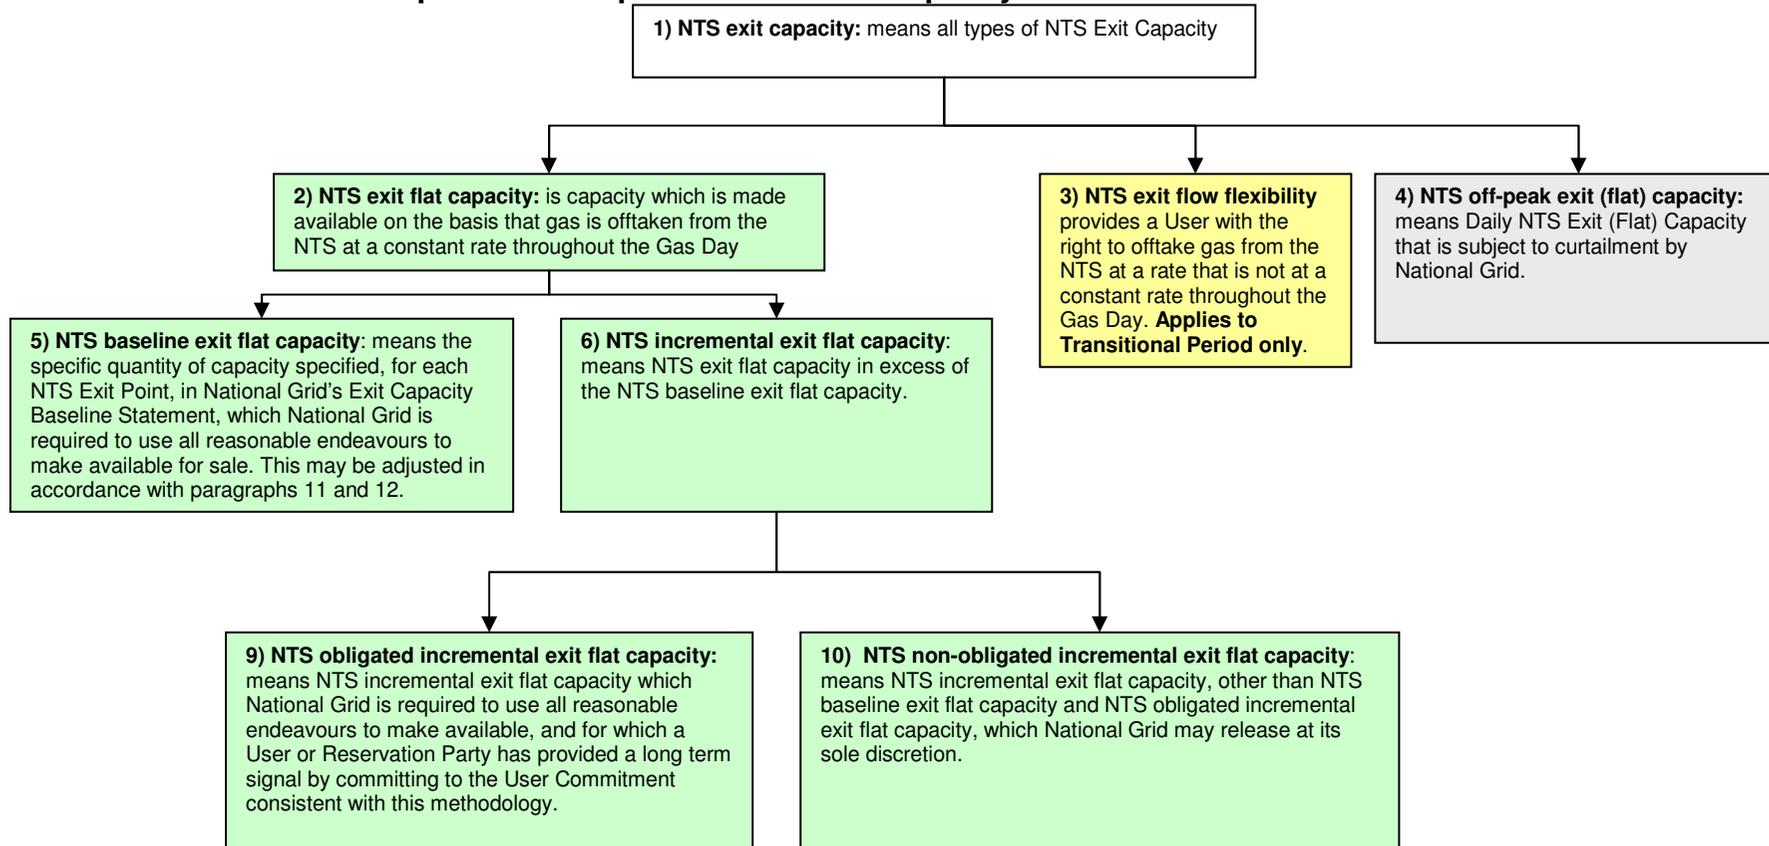 1) NTS exit capacity: means all types of NTS Exit Capacity
2) NTS exit flat capacity: is capacity which is made
available on the basis that gas is offtaken from the
NTS at a constant rate throughout the Gas Day
3) NTS exit flow flexibility
provides a User with the
right to offtake gas from the
NTS at a rate that is not at a
constant rate throughout the
Gas Day. Applies to
Transitional Period only.
4) NTS off-peak exit (flat) capacity:
means Daily NTS Exit (Flat) Capacity
that is subject to curtailment by
National Grid.
5) NTS baseline exit flat capacity: means the
specific quantity of capacity specified, for each
NTS Exit Point, in National Grid's Exit Capacity
Baseline Statement, which National Grid is
required to use all reasonable endeavours to
make available for sale. This may be adjusted in
accordance with paragraphs 11 and 12.
6) NTS incremental exit flat capacity:
means NTS exit flat capacity in excess of
the NTS baseline exit flat capacity.
9) NTS obligated incremental exit flat capacity:
means NTS incremental exit flat capacity which
National Grid is required to use all reasonable
endeavours to make available, and for which a
User or Reservation Party has provided a long term
signal by committing to the User Commitment
consistent with this methodology.
10)  NTS non-obligated incremental exit flat capacity:
means NTS incremental exit flat capacity, other than NTS
baseline exit flat capacity and NTS obligated incremental
exit flat capacity, which National Grid may release at its
sole discretion.